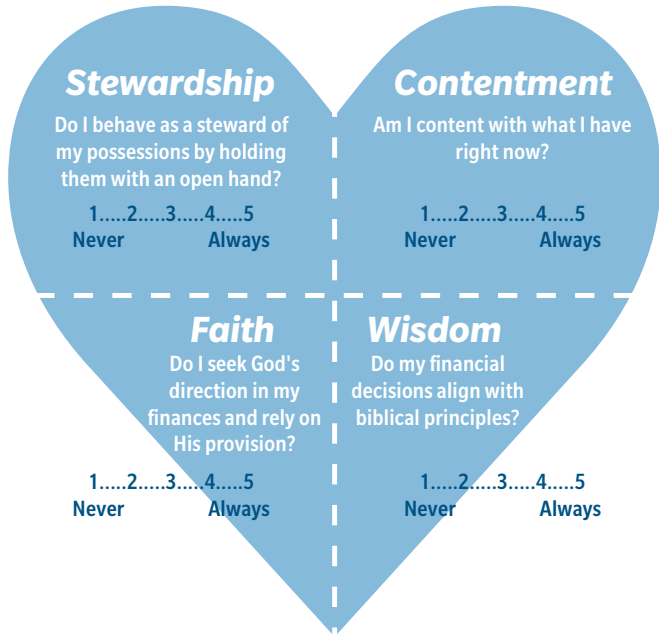 Stewardship
Do I behave as a steward of
my possessions by holding
them with an open hand?
1.....2.....3.....4.....5
Never Always
Contentment
Am I content with what I have
right now?
1.....2.....3.....4.....5
Never Always
Faith
Do I seek God's
direction in my
finances and rely on
His provision?
1.....2.....3.....4.....5
Never Always
Wisdom
Do my financial
decisions align with
biblical principles?
1.....2.....3.....4.....5
Never Always